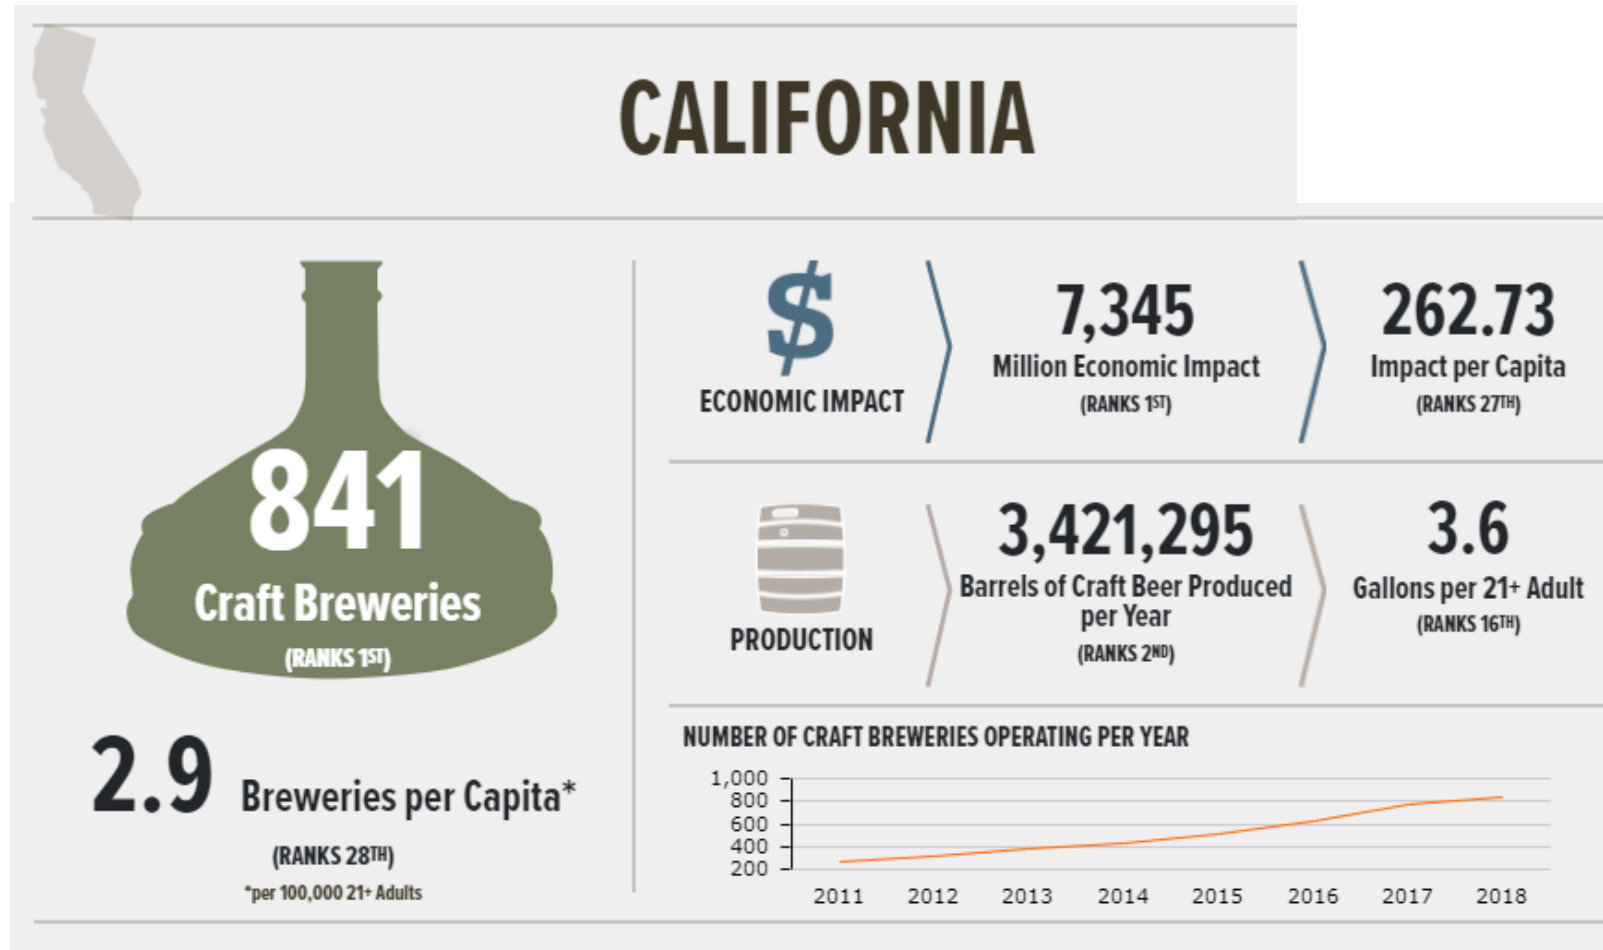 CALIFORNIA
841
Craft Breweries
(RANKS 1ST)
2.9 Breweries per Capita*
(RANKS 28TH)
*per 100,000 21+ Adults
$
ECONOMIC IMPACT
7,345
Million Economic Impact
(RANKS 1ST)
262.73
Impact per Capita
(RANKS 27TH)
PRODUCTION
3,421,295
Barrels of Craft Beer Produced
per Year
(RANKS 2ND)
3.6
Gallons per 21+ Adult
(RANKS 16TH)
NUMBER OF CRAFT BREWERIES OPERATING PER YEAR
1,000
800
600
400
200
2011 2012 2013 2014 2015 2016 2017 2018